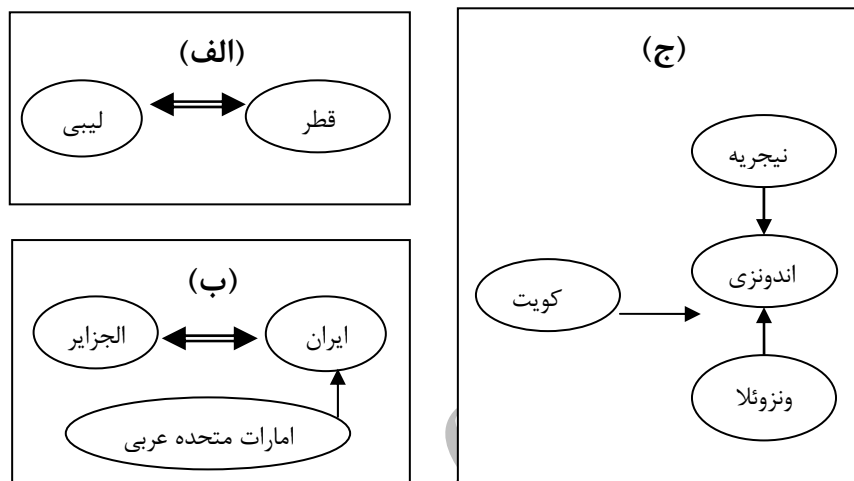 (الف)
قطر
لیبی
(ب)
ایران
الجزایر
امارات متحده عربی
(ج)
نیجریه
اندونزی
کویت
ونزوئلا